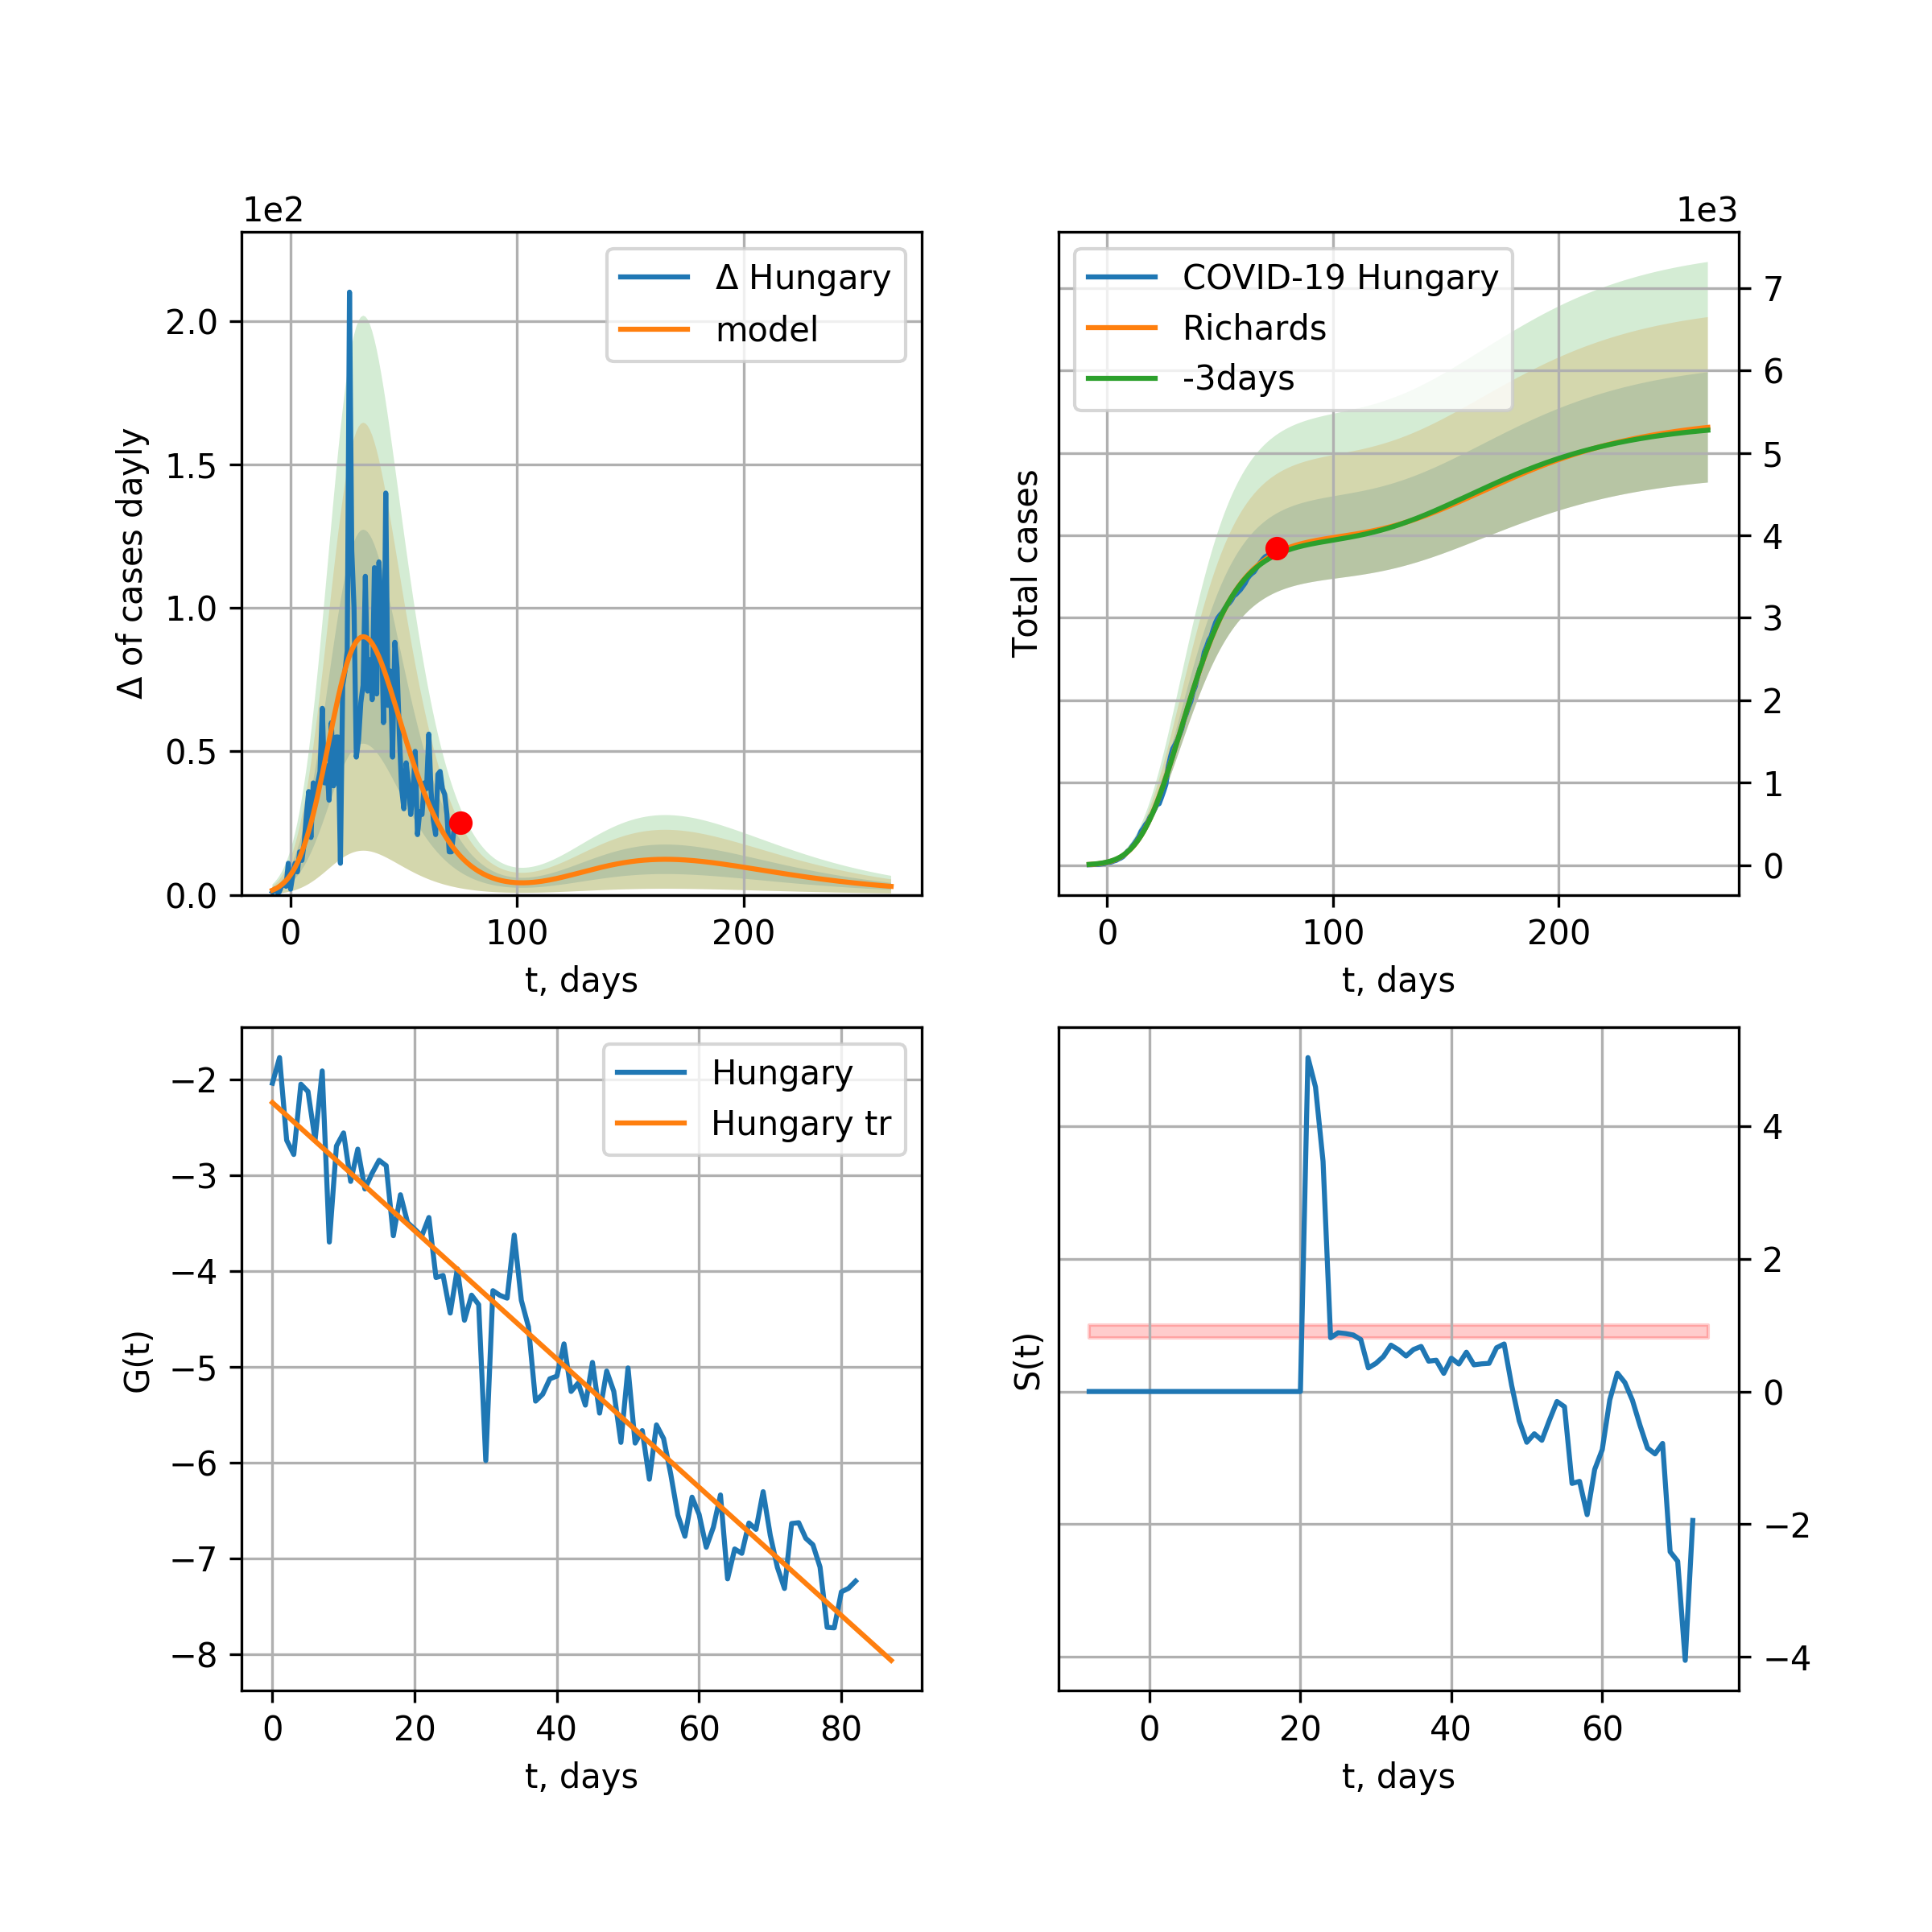 1e2
Δ Hungary
model
2.0
1.5
1.0
0.5
0.0
Δ of cases dayly
0 100 200
t, days
1e3
COVID-19 Hungary
Richards
-3days
7
6
5
4
3
2
1
0
Total cases
0 100 200
t, days
Hungary
Hungary tr
−2
−3
−4
−5
−6
−7
−8
G(t)
0 20 40 60 80
t, days
4
2
0
−2
−4
S(t)
0 20 40 60
t, days